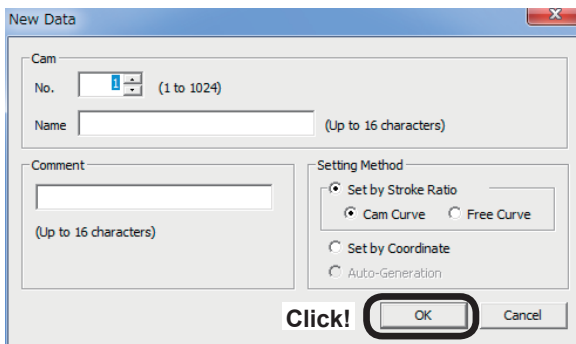 New Data
Cam
No. 1 (1 to 1024)
Name (Up to 16 characters)
Comment
(Up to 16 characters)
Setting Method
Set by Stroke Ratio
Cam Curve Free Curve
Set by Coordinate
Auto-Generation
Click! OK Cancel